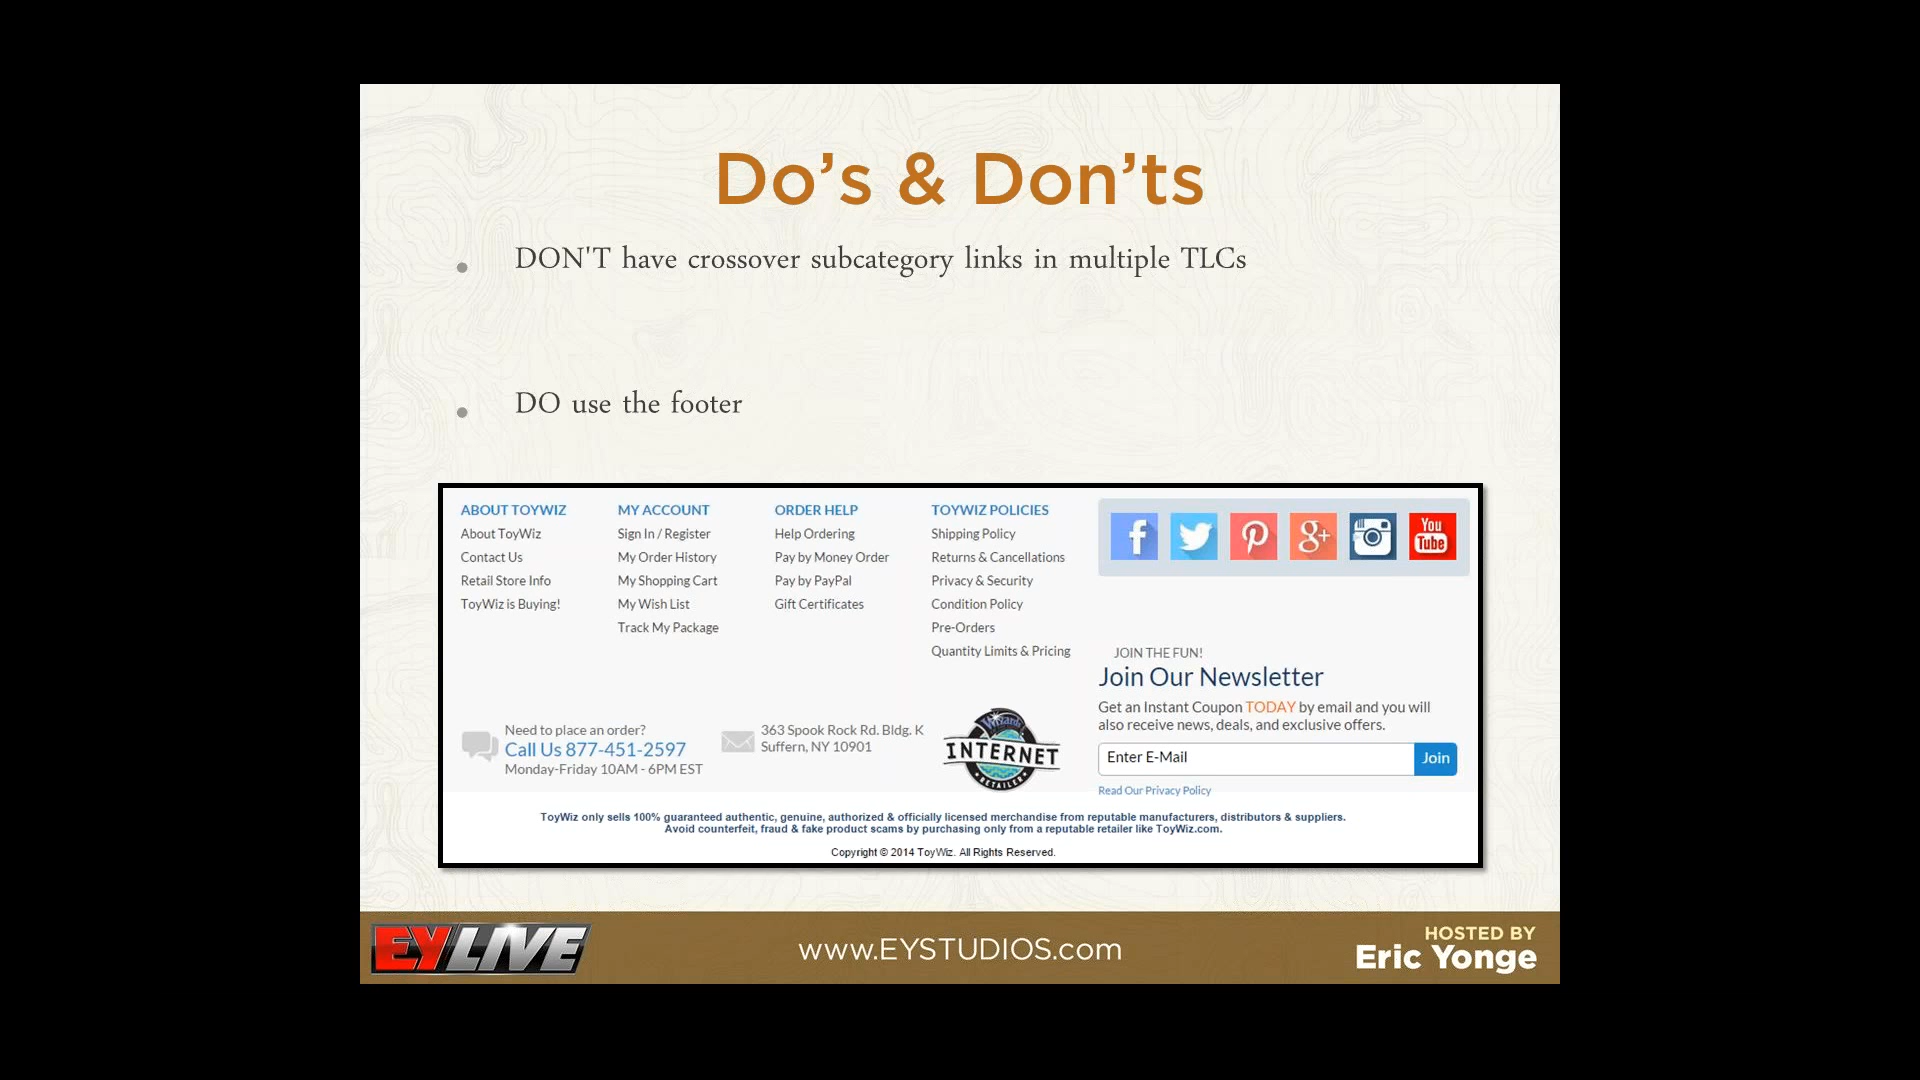 Do’s & Don’ts
• DON'T have crossover subcategory links in multiple TLCs
• DO use the footer
ABOUT TOYWIZ
About ToyWiz
Contact Us
Retail Store Info
ToyWiz is Buying!
MY ACCOUNT
Sign In / Register
My Order History
My Shopping Cart
My Wish List
Track My Package
ORDER HELP
Help Ordering
Pay by Money Order
Pay by PayPal
Gift Certificates
TOYWIZ POLICIES
Shipping Policy
Returns & Cancellations
Privacy & Security
Condition Policy
Pre-Orders
Quantity Limits & Pricing
f
g+
You
Tube
JOIN THE FUN!
Join Our Newsletter
Get an Instant Coupon TODAY by email and you will
also receive news, deals, and exclusive offers.
Enter E-Mail
Join
Read Our Privacy Policy
Need to place an order?
Call Us 877-451-2597
Monday-Friday 10AM - 6PM EST
363 Spook Rock Rd. Bldg. K
Suffern, NY 10901
Wizards
INTERNET
RETAILER
ToyWiz only sells 100% guaranteed authentic, genuine, authorized & officially licensed merchandise from reputable manufacturers, distributors & suppliers.
Avoid counterfeit, fraud & fake product scams by purchasing only from a reputable retailer like ToyWiz.com.
Copyright © 2014 ToyWiz. All Rights Reserved.
EYLIVE
www.EYSTUDIOS.com
HOSTED BY
Eric Yonge